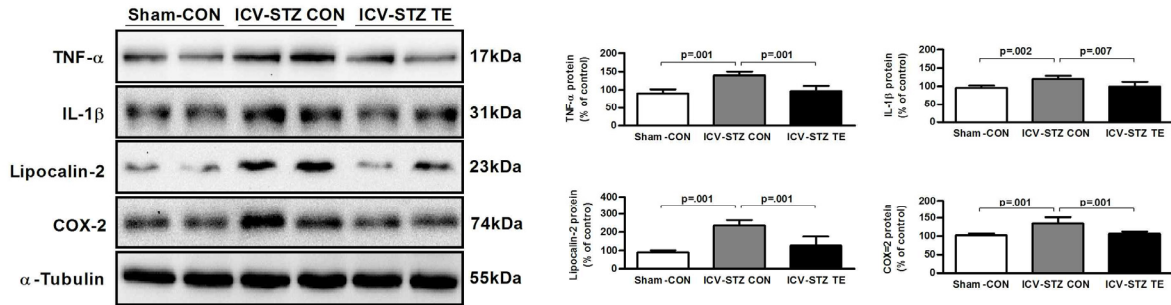 Sham-CON ICV-STZ CON ICV-STZ TE
TNF-α 17kDa
IL-1β 31kDa
Lipocalin-2 23kDa
COX-2 74kDa
α-Tubulin 55kDa
p=.001 p=.001
TNF-α protein
(% of control)
200
150
100
50
0
Sham-CON ICV-STZ CON ICV-STZ TE
p=.002 p=.007
IL-1β protein
(% of control)
200
150
100
50
0
Sham-CON ICV-STZ CON ICV-STZ TE
p=.001 p=.001
Lipocalin-2 protein
(% of control)
400
300
200
100
0
Sham-CON ICV-STZ CON ICV-STZ TE
p=.001 p=.001
COX=2 protein
(% of control)
200
150
100
50
0
Sham-CON ICV-STZ CON ICV-STZ TE